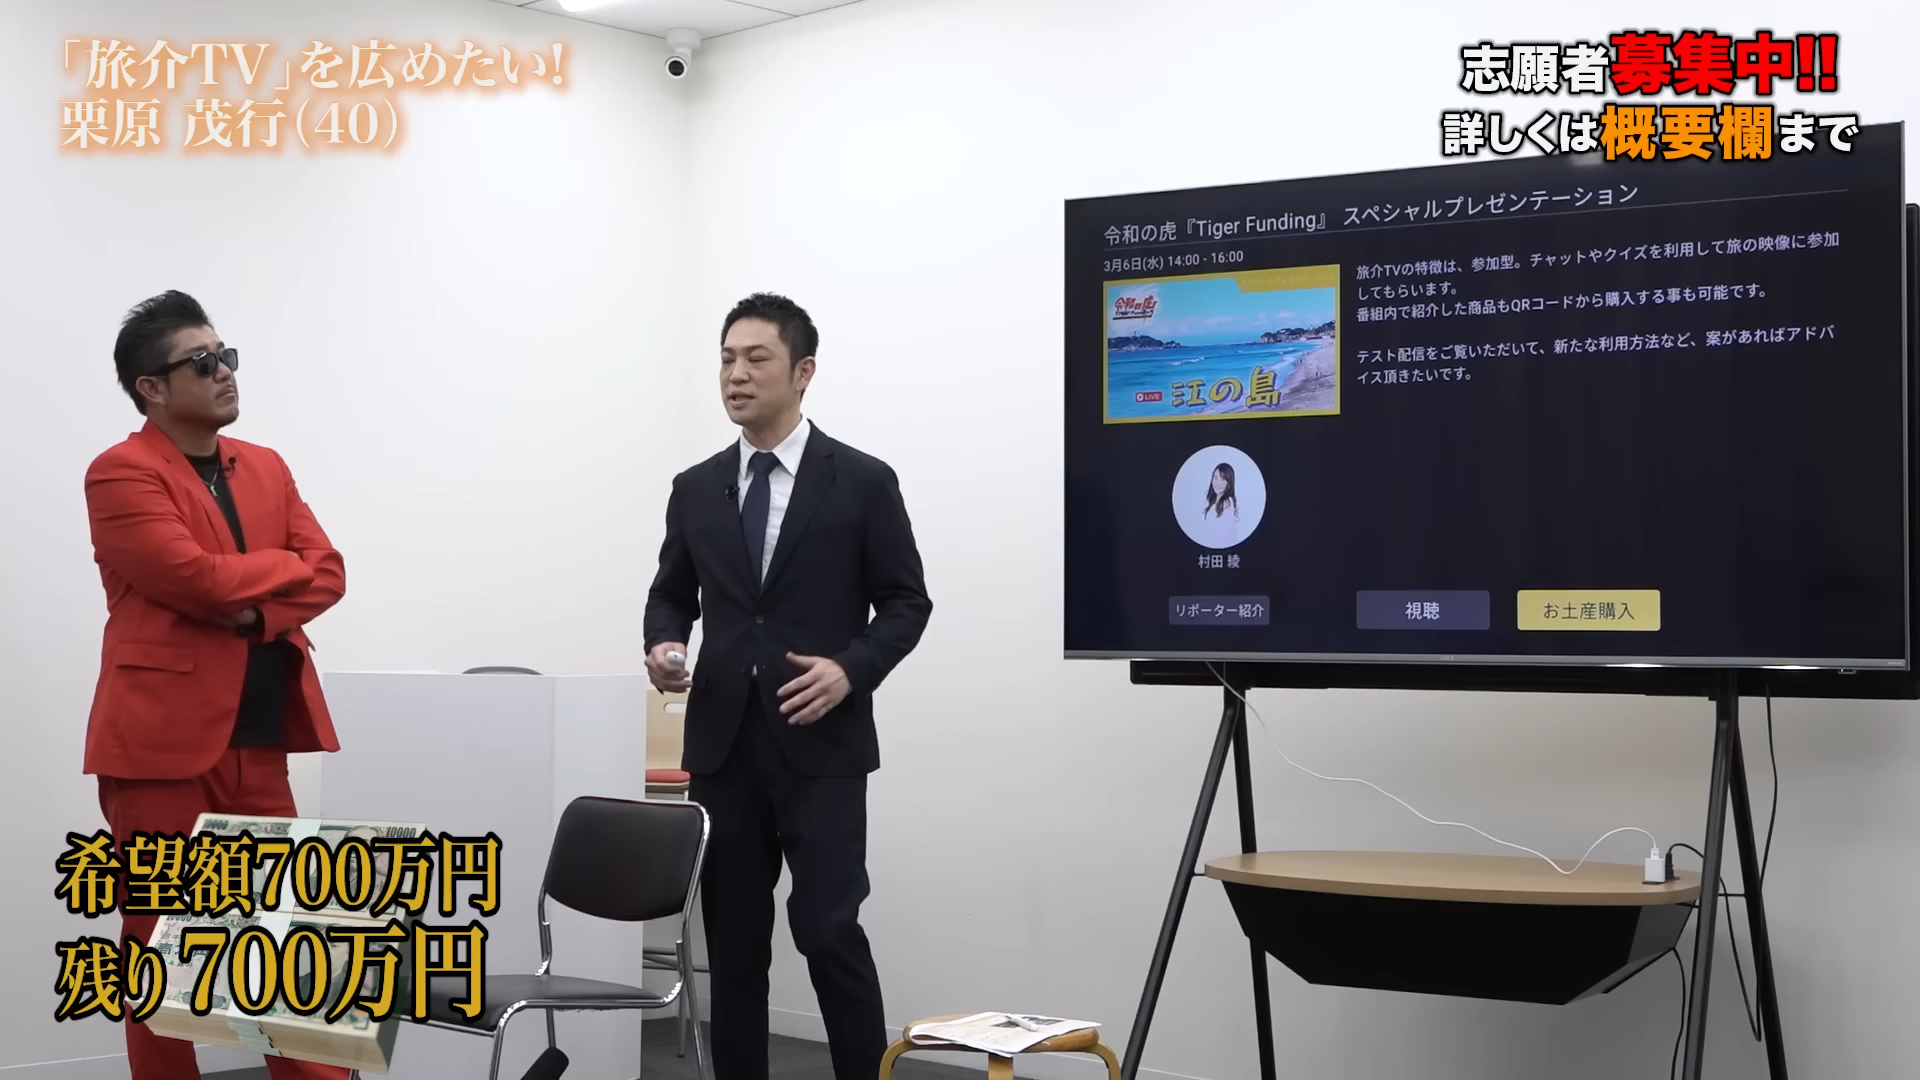 「旅介TV」を広めたい!
栗原 茂行(40)
志願者募集中!!
詳しくは概要欄まで
令和の虎『Tiger Funding』 スペシャルプレゼンテーション
3月6日(水) 14:00 - 16:00
旅介TVの特徴は、参加型。チャットやクイズを利用して旅の映像に参加
してもらいます。
番組内で紹介した商品もQRコードから購入する事も可能です。
テスト配信をご覧いただいて、新たな利用方法など、案があればアドバ
イス頂きたいです。
令和の虎
LIVE 江の島
村田 綾
リポーター紹介
視聴
お土産購入
10000
10000
希望額700万円
残り700万円